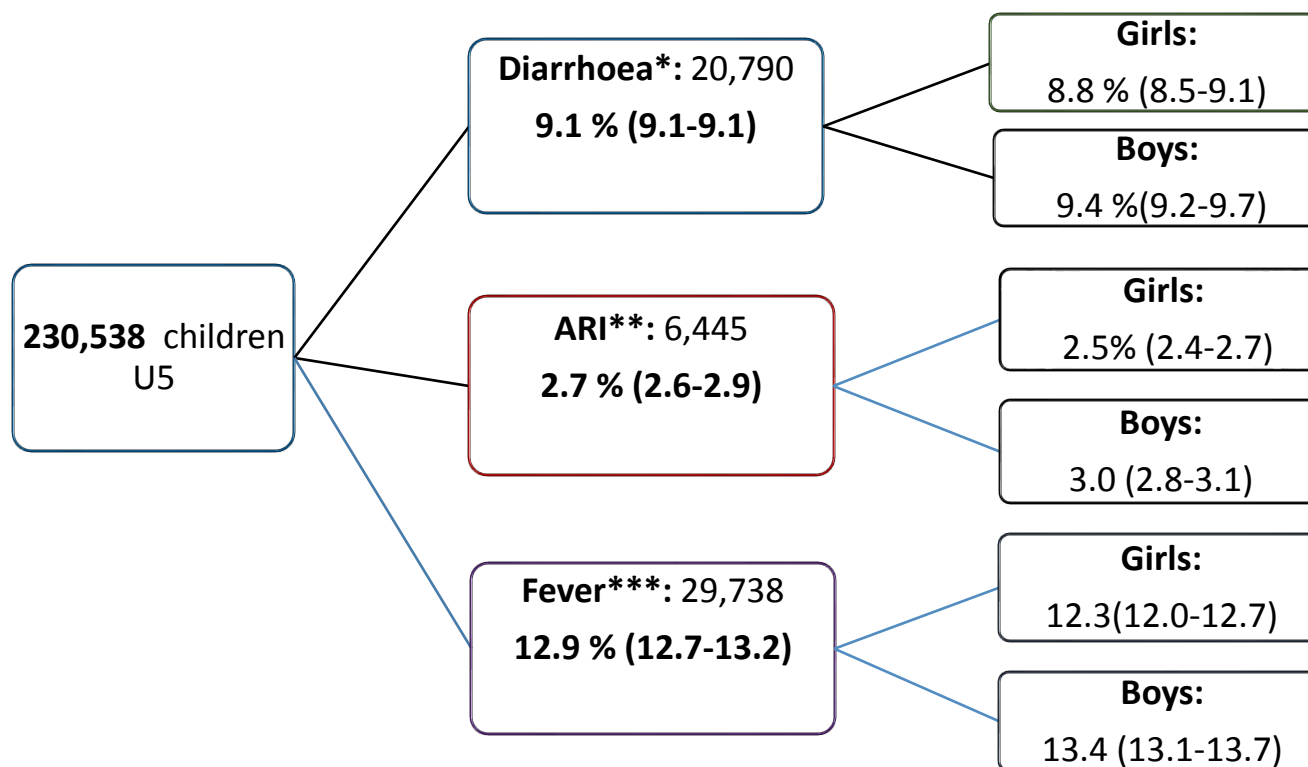 230,538 children
U5
Diarrhoea*: 20,790
9.1 % (9.1-9.1)
Girls:
8.8 % (8.5-9.1)
Boys:
9.4 %(9.2-9.7)
ARI**: 6,445
2.7 % (2.6-2.9)
Girls:
2.5% (2.4-2.7)
Boys:
3.0 (2.8-3.1)
Fever***: 29,738
12.9 % (12.7-13.2)
Girls:
12.3(12.0-12.7)
Boys:
13.4 (13.1-13.7)